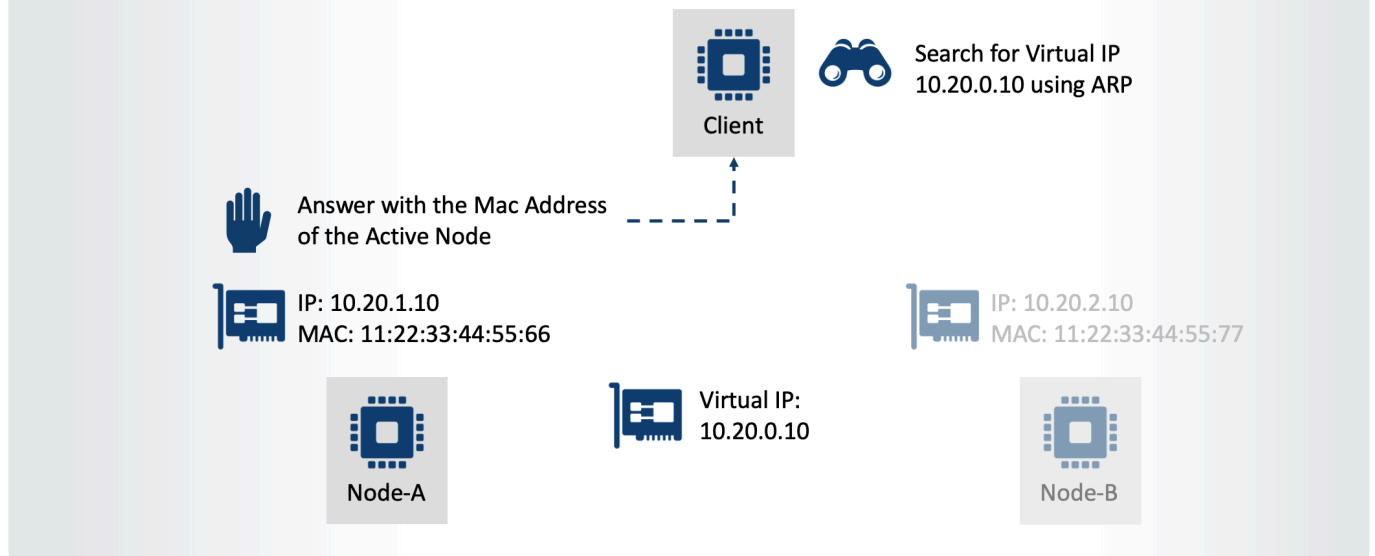 Search for Virtual IP
10.20.0.10 using ARP
Client
Answer with the Mac Address
of the Active Node
IP: 10.20.1.10
MAC: 11:22:33:44:55:66
IP: 10.20.2.10
MAC: 11:22:33:44:55:77
Virtual IP:
10.20.0.10
Node-A
Node-B